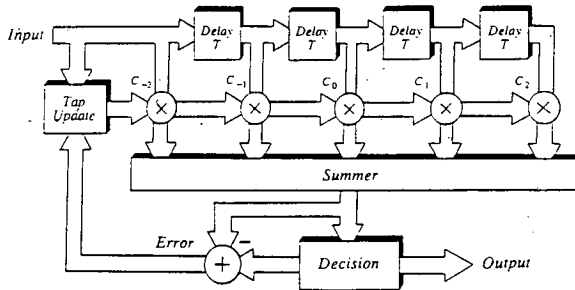 Input
Delay
T
Delay
T
Delay
T
Delay
T
C-2
C-1
C0
C1
C2
Tap
Update
× × × × ×
Summer
Error
−
+
Decision
Output